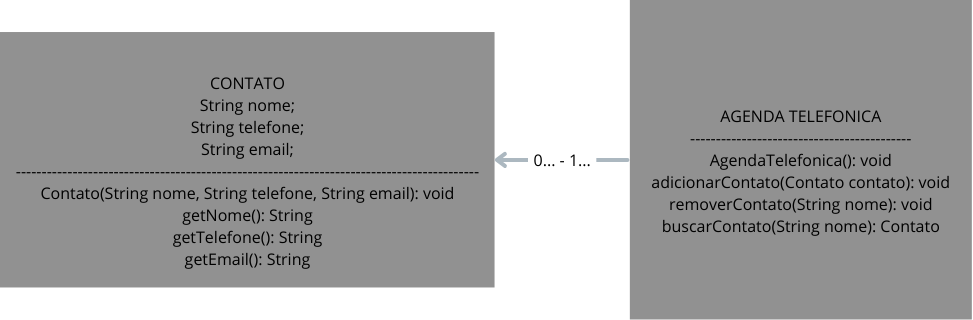 CONTATO
String nome;
String telefone;
String email;
------------------------------------------------------------------------------------------
Contato(String nome, String telefone, String email): void
getNome(): String
getTelefone(): String
getEmail(): String
0... - 1...
AGENDA TELEFONICA
-------------------------------------------
AgendaTelefonica(): void
adicionarContato(Contato contato): void
removerContato(String nome): void
buscarContato(String nome): Contato